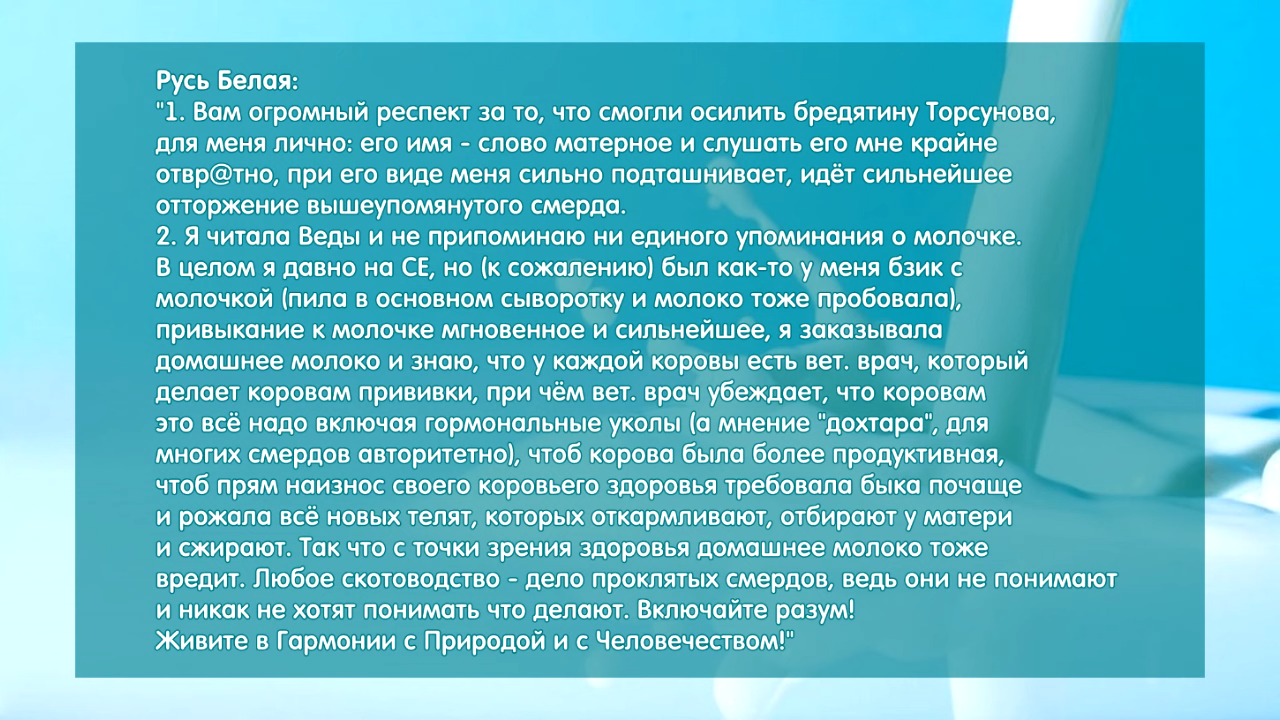 Русь Белая:
"1. Вам огромный респект за то, что смогли осилить бредятину Торсунова,
для меня лично: его имя - слово матерное и слушать его мне крайне
отвр@тно, при его виде меня сильно подташнивает, идёт сильнейшее
отторжение вышеупомянутого смерда.
2. Я читала Веды и не припоминаю ни единого упоминания о молочке.
В целом я давно на СЕ, но (к сожалению) был как-то у меня бзик с
молочкой (пила в основном сыворотку и молоко тоже пробовала),
привыкание к молочке мгновенное и сильнейшее, я заказывала
домашнее молоко и знаю, что у каждой коровы есть вет. врач, который
делает коровам прививки, при чём вет. врач убеждает, что коровам
это всё надо включая гормональные уколы (а мнение "дохтара", для
многих смердов авторитетно), чтоб корова была более продуктивная,
чтоб прям наизнос своего коровьего здоровья требовала быка почаще
и рожала всё новых телят, которых откармливают, отбирают у матери
и сжирают. Так что с точки зрения здоровья домашнее молоко тоже
вредит. Любое скотоводство - дело проклятых смердов, ведь они не понимают
и никак не хотят понимать что делают. Включайте разум!
Живите в Гармонии с Природой и с Человечеством!"